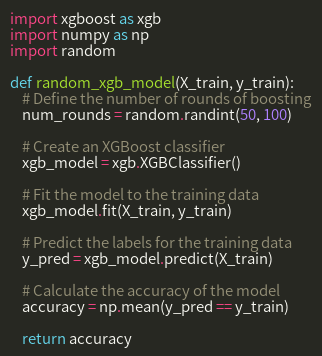 import xgboost as xgb
import numpy as np
import random

def random_xgb_model(X_train, y_train):
    # Define the number of rounds of boosting
    num_rounds = random.randint(50, 100)

    # Create an XGBoost classifier
    xgb_model = xgb.XGBClassifier()

    # Fit the model to the training data
    xgb_model.fit(X_train, y_train)

    # Predict the labels for the training data
    y_pred = xgb_model.predict(X_train)

    # Calculate the accuracy of the model
    accuracy = np.mean(y_pred == y_train)

    return accuracy